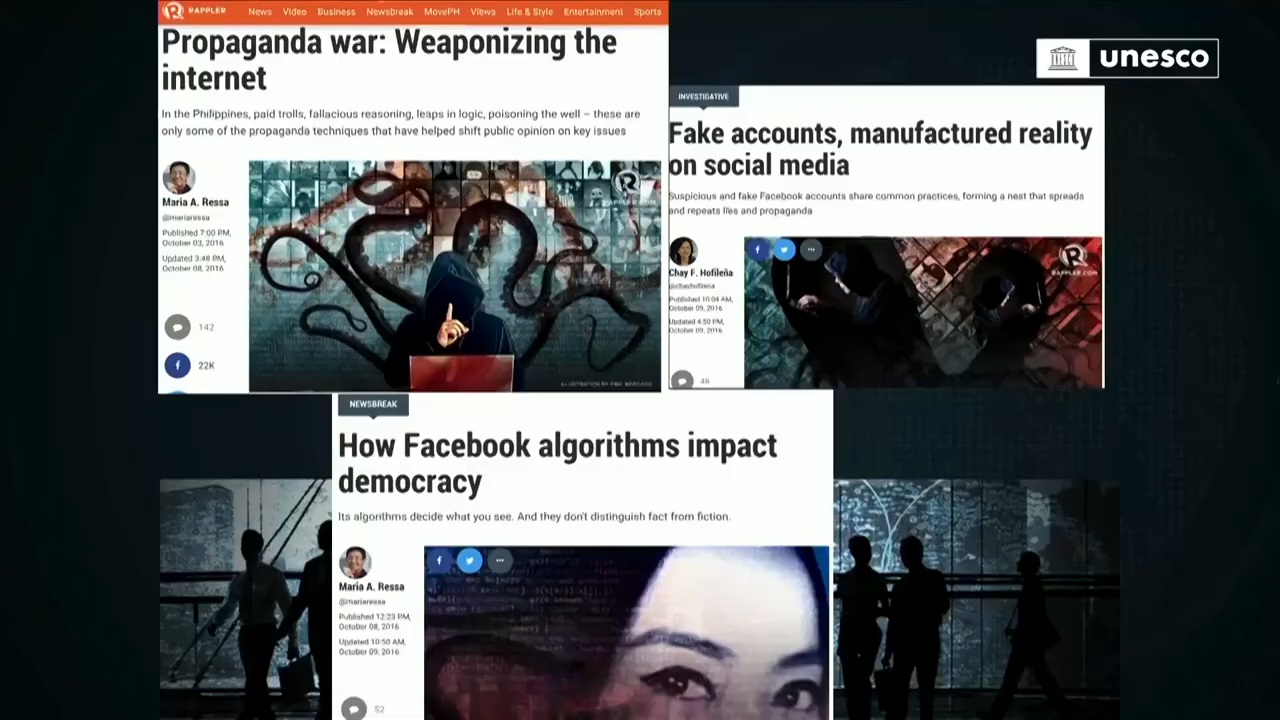 RAPPLER
News Video Business Newsbreak MovePH Views Life & Style Entertainment Sports
Propaganda war: Weaponizing the
internet
In the Philippines, paid trolls, fallacious reasoning, leaps in logic, poisoning the well – these are
only some of the propaganda techniques that have helped shift public opinion on key issues
Maria A. Ressa
@mariaressa
Published 7:00 PM,
October 03, 2016
Updated 3:48 PM,
October 08, 2016
142
22K
RAPPLER.COM
unesco
INVESTIGATIVE
Fake accounts, manufactured reality
on social media
Suspicious and fake Facebook accounts share common practices, forming a nest that spreads
and repeats lies and propaganda
Chay F. Hofileña
Published 10:04 AM,
October 09, 2016
Updated 4:50 PM,
October 09, 2016
48
RAPPLER.COM
NEWSBREAK
How Facebook algorithms impact
democracy
Its algorithms decide what you see. And they don't distinguish fact from fiction.
Maria A. Ressa
@mariaressa
Published 12:23 PM,
October 08, 2016
Updated 10:50 AM,
October 09, 2016
52